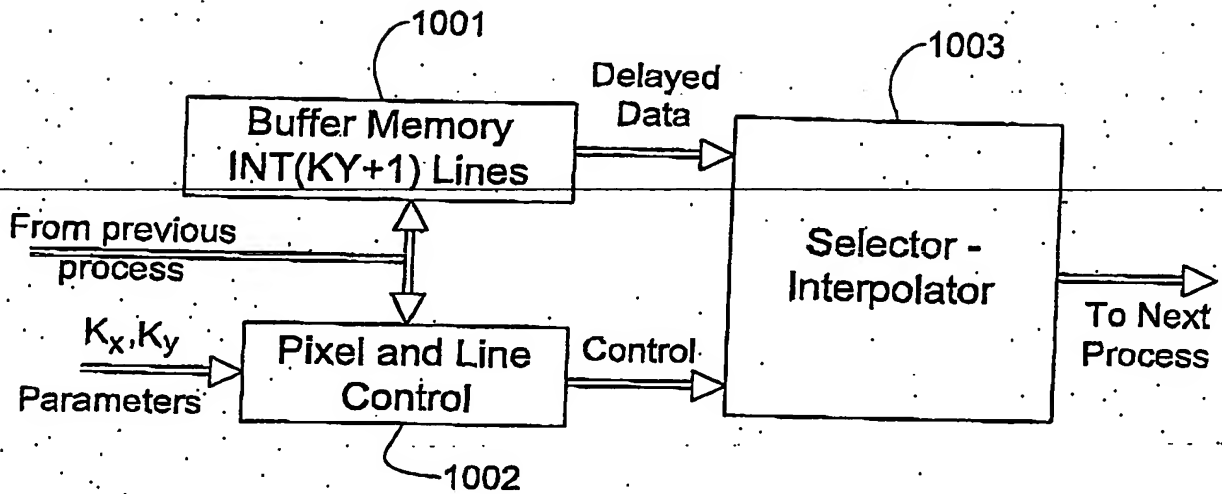 1001
1003
Delayed
Data
Buffer Memory
INT(KY+1) Lines
From previous
process
Selector -
Interpolator
Kx,Ky
Parameters
Pixel and Line
Control
Control
To Next
Process
1002